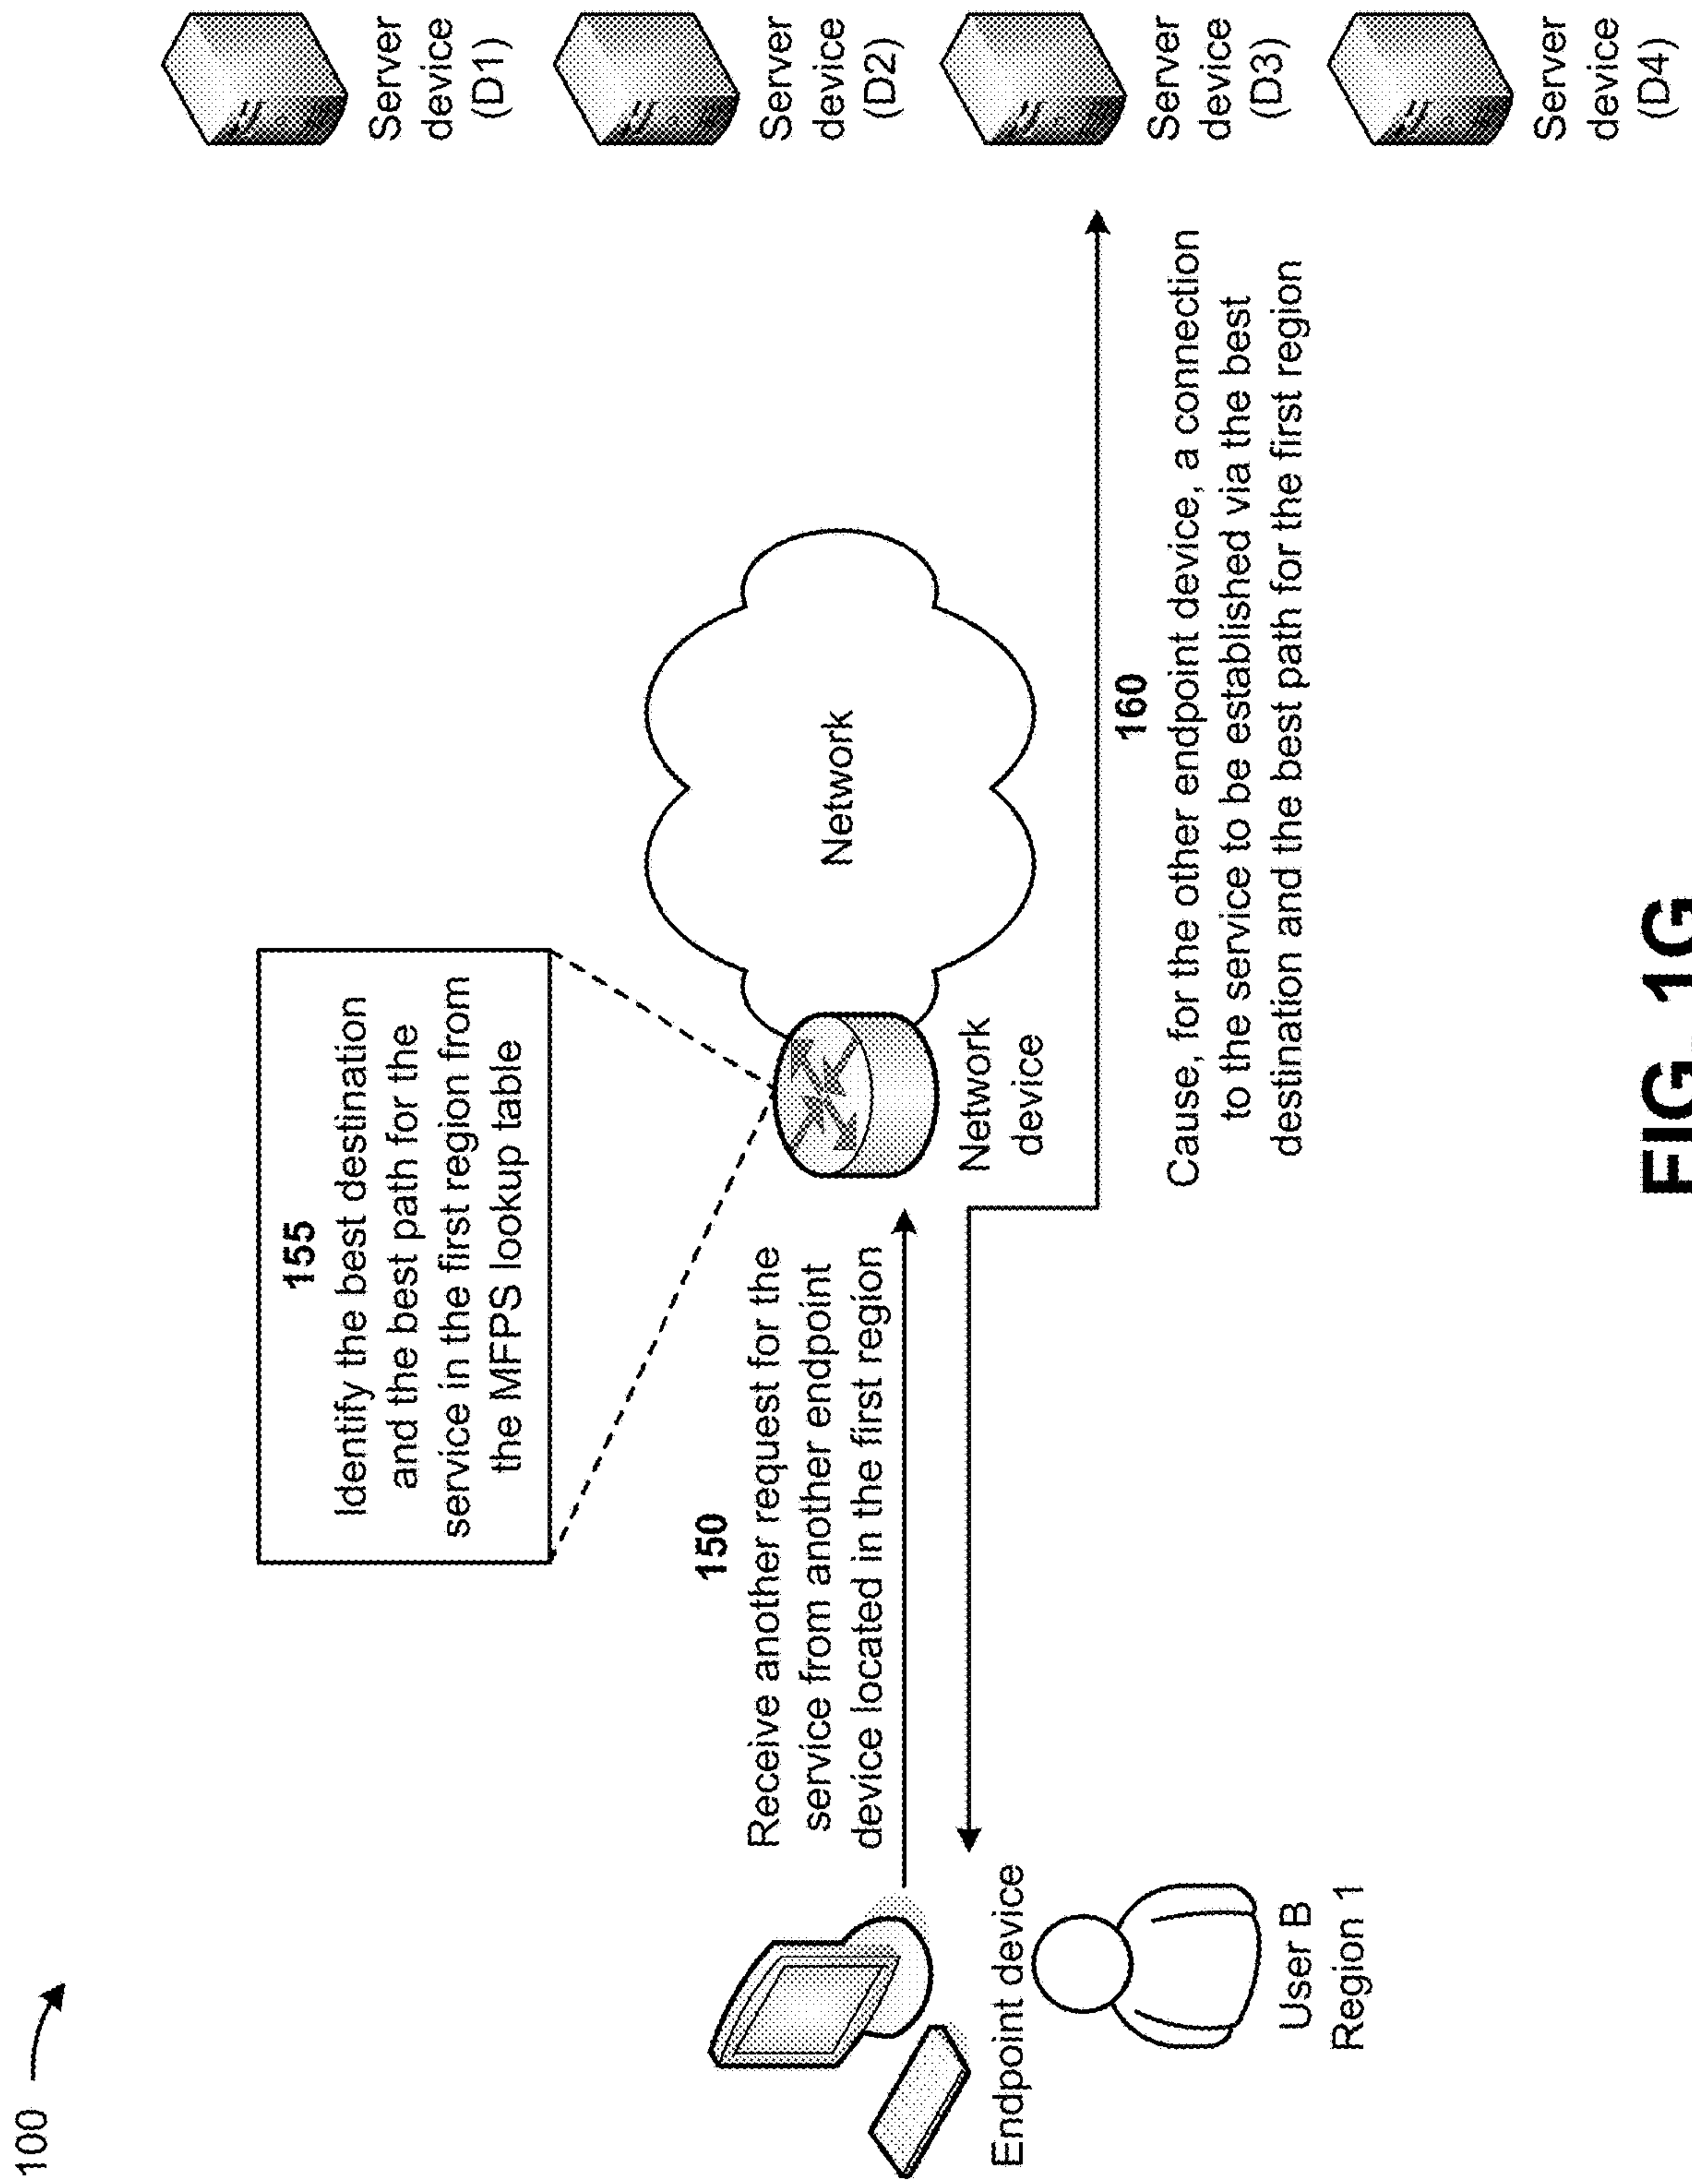 100
155
Identify the best destination
and the best path for the
service in the first region from
the MFPS lookup table
150
Receive another request for the
service from another endpoint
device located in the first region
Network
Network
device
Endpoint device
User B
Region 1
160
Cause, for the other endpoint device, a connection
to the service to be established via the best
destination and the best path for the first region
Server
device
(D1)
Server
device
(D2)
Server
device
(D3)
Server
device
(D4)
FIG. 1G